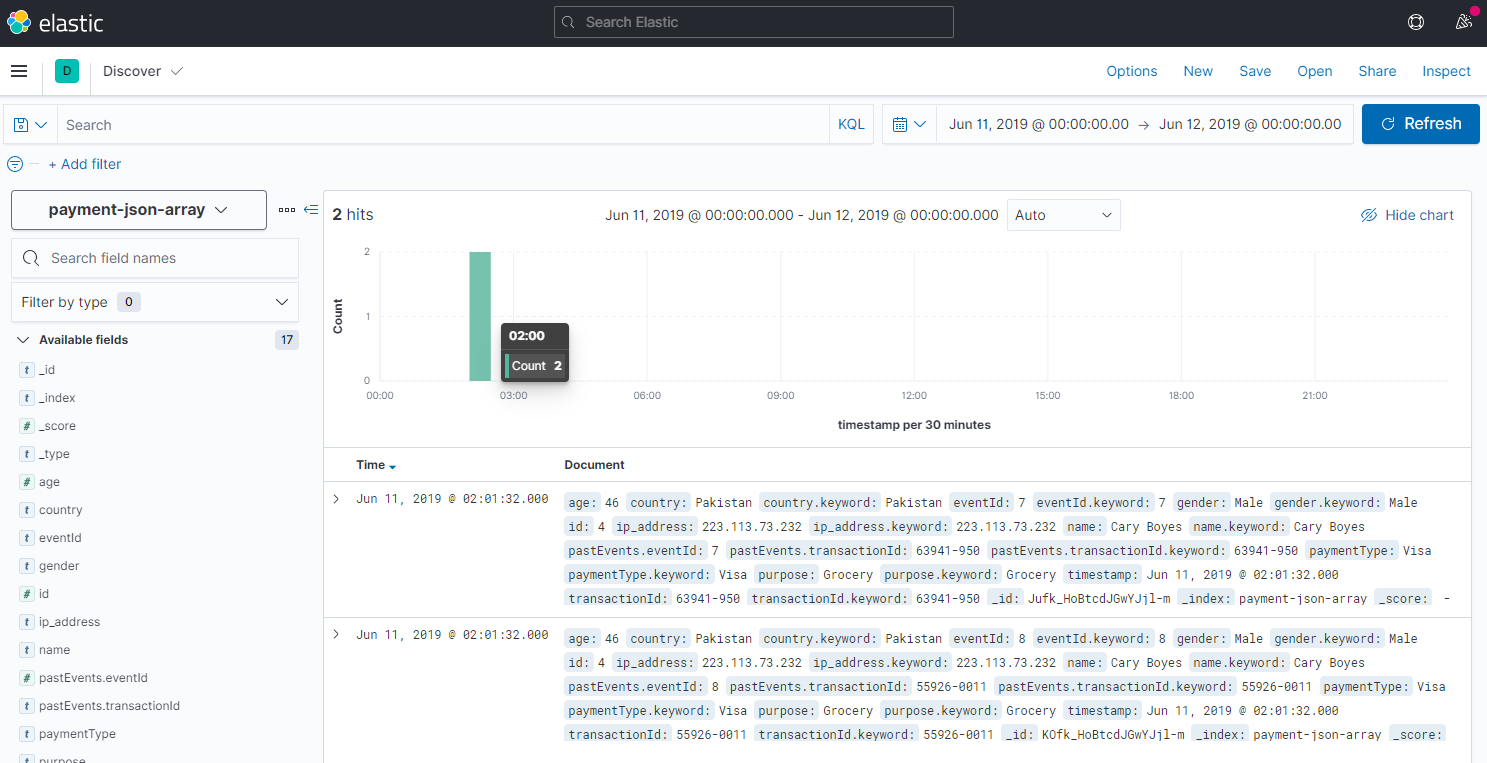 elastic
Search Elastic
D
Discover
Options New Save Open Share Inspect
Search
KQL
Jun 11, 2019 @ 00:00:00.00 → Jun 12, 2019 @ 00:00:00.00
Refresh
+ Add filter
payment-json-array
Search field names
Filter by type 0
Available fields 17
t _id
t _index
# _score
t _type
# age
t country
t eventId
t gender
# id
t ip_address
t name
# pastEvents.eventId
t pastEvents.transactionId
t paymentType
t purpose
2 hits
Jun 11, 2019 @ 00:00:00.000 - Jun 12, 2019 @ 00:00:00.000
Auto
Hide chart
2
1
0
Count
02:00
Count 2
00:00 03:00 06:00 09:00 12:00 15:00 18:00 21:00
timestamp per 30 minutes
Time Document
Jun 11, 2019 @ 02:01:32.000
age: 46 country: Pakistan country.keyword: Pakistan eventId: 7 eventId.keyword: 7 gender: Male gender.keyword: Male
id: 4 ip_address: 223.113.73.232 ip_address.keyword: 223.113.73.232 name: Cary Boyes name.keyword: Cary Boyes
pastEvents.eventId: 7 pastEvents.transactionId: 63941-950 pastEvents.transactionId.keyword: 63941-950 paymentType: Visa
paymentType.keyword: Visa purpose: Grocery purpose.keyword: Grocery timestamp: Jun 11, 2019 @ 02:01:32.000
transactionId: 63941-950 transactionId.keyword: 63941-950 _id: Jufk_HoBtcdJGwYJjl-m _index: payment-json-array _score: -
Jun 11, 2019 @ 02:01:32.000
age: 46 country: Pakistan country.keyword: Pakistan eventId: 8 eventId.keyword: 8 gender: Male gender.keyword: Male
id: 4 ip_address: 223.113.73.232 ip_address.keyword: 223.113.73.232 name: Cary Boyes name.keyword: Cary Boyes
pastEvents.eventId: 8 pastEvents.transactionId: 55926-0011 pastEvents.transactionId.keyword: 55926-0011 paymentType: Visa
paymentType.keyword: Visa purpose: Grocery purpose.keyword: Grocery timestamp: Jun 11, 2019 @ 02:01:32.000
transactionId: 55926-0011 transactionId.keyword: 55926-0011 _id: KOfk_HoBtcdJGwYJjl-m _index: payment-json-array _score: